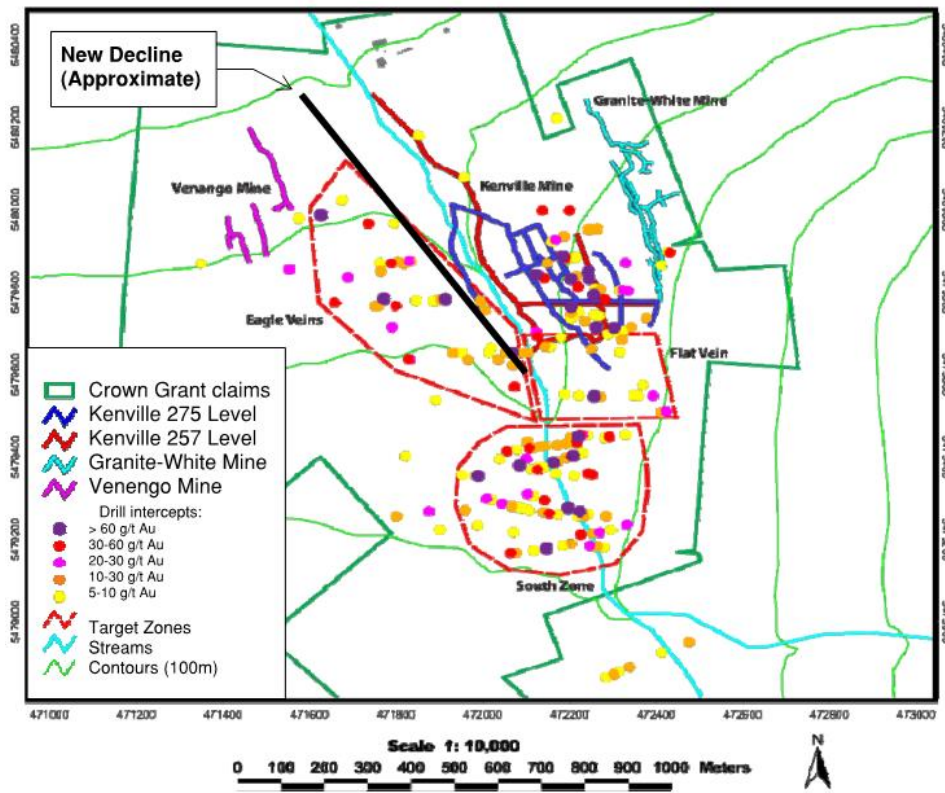 New Decline
(Approximate)
Granite-White Mine
Venango Mine
Kenville Mine
Eagle Veins
Flat Vein
South Zone
Crown Grant claims
Kenville 275 Level
Kenville 257 Level
Granite-White Mine
Venengo Mine
Drill intercepts:
> 60 g/t Au
30-60 g/t Au
20-30 g/t Au
10-30 g/t Au
5-10 g/t Au
Target Zones
Streams
Contours (100m)
471000 471200 471400 471600 471800 472000 472200 472400 472600 472800 473000
Scale 1: 10,000
0 100 200 300 400 500 600 700 800 900 1000 Meters
N